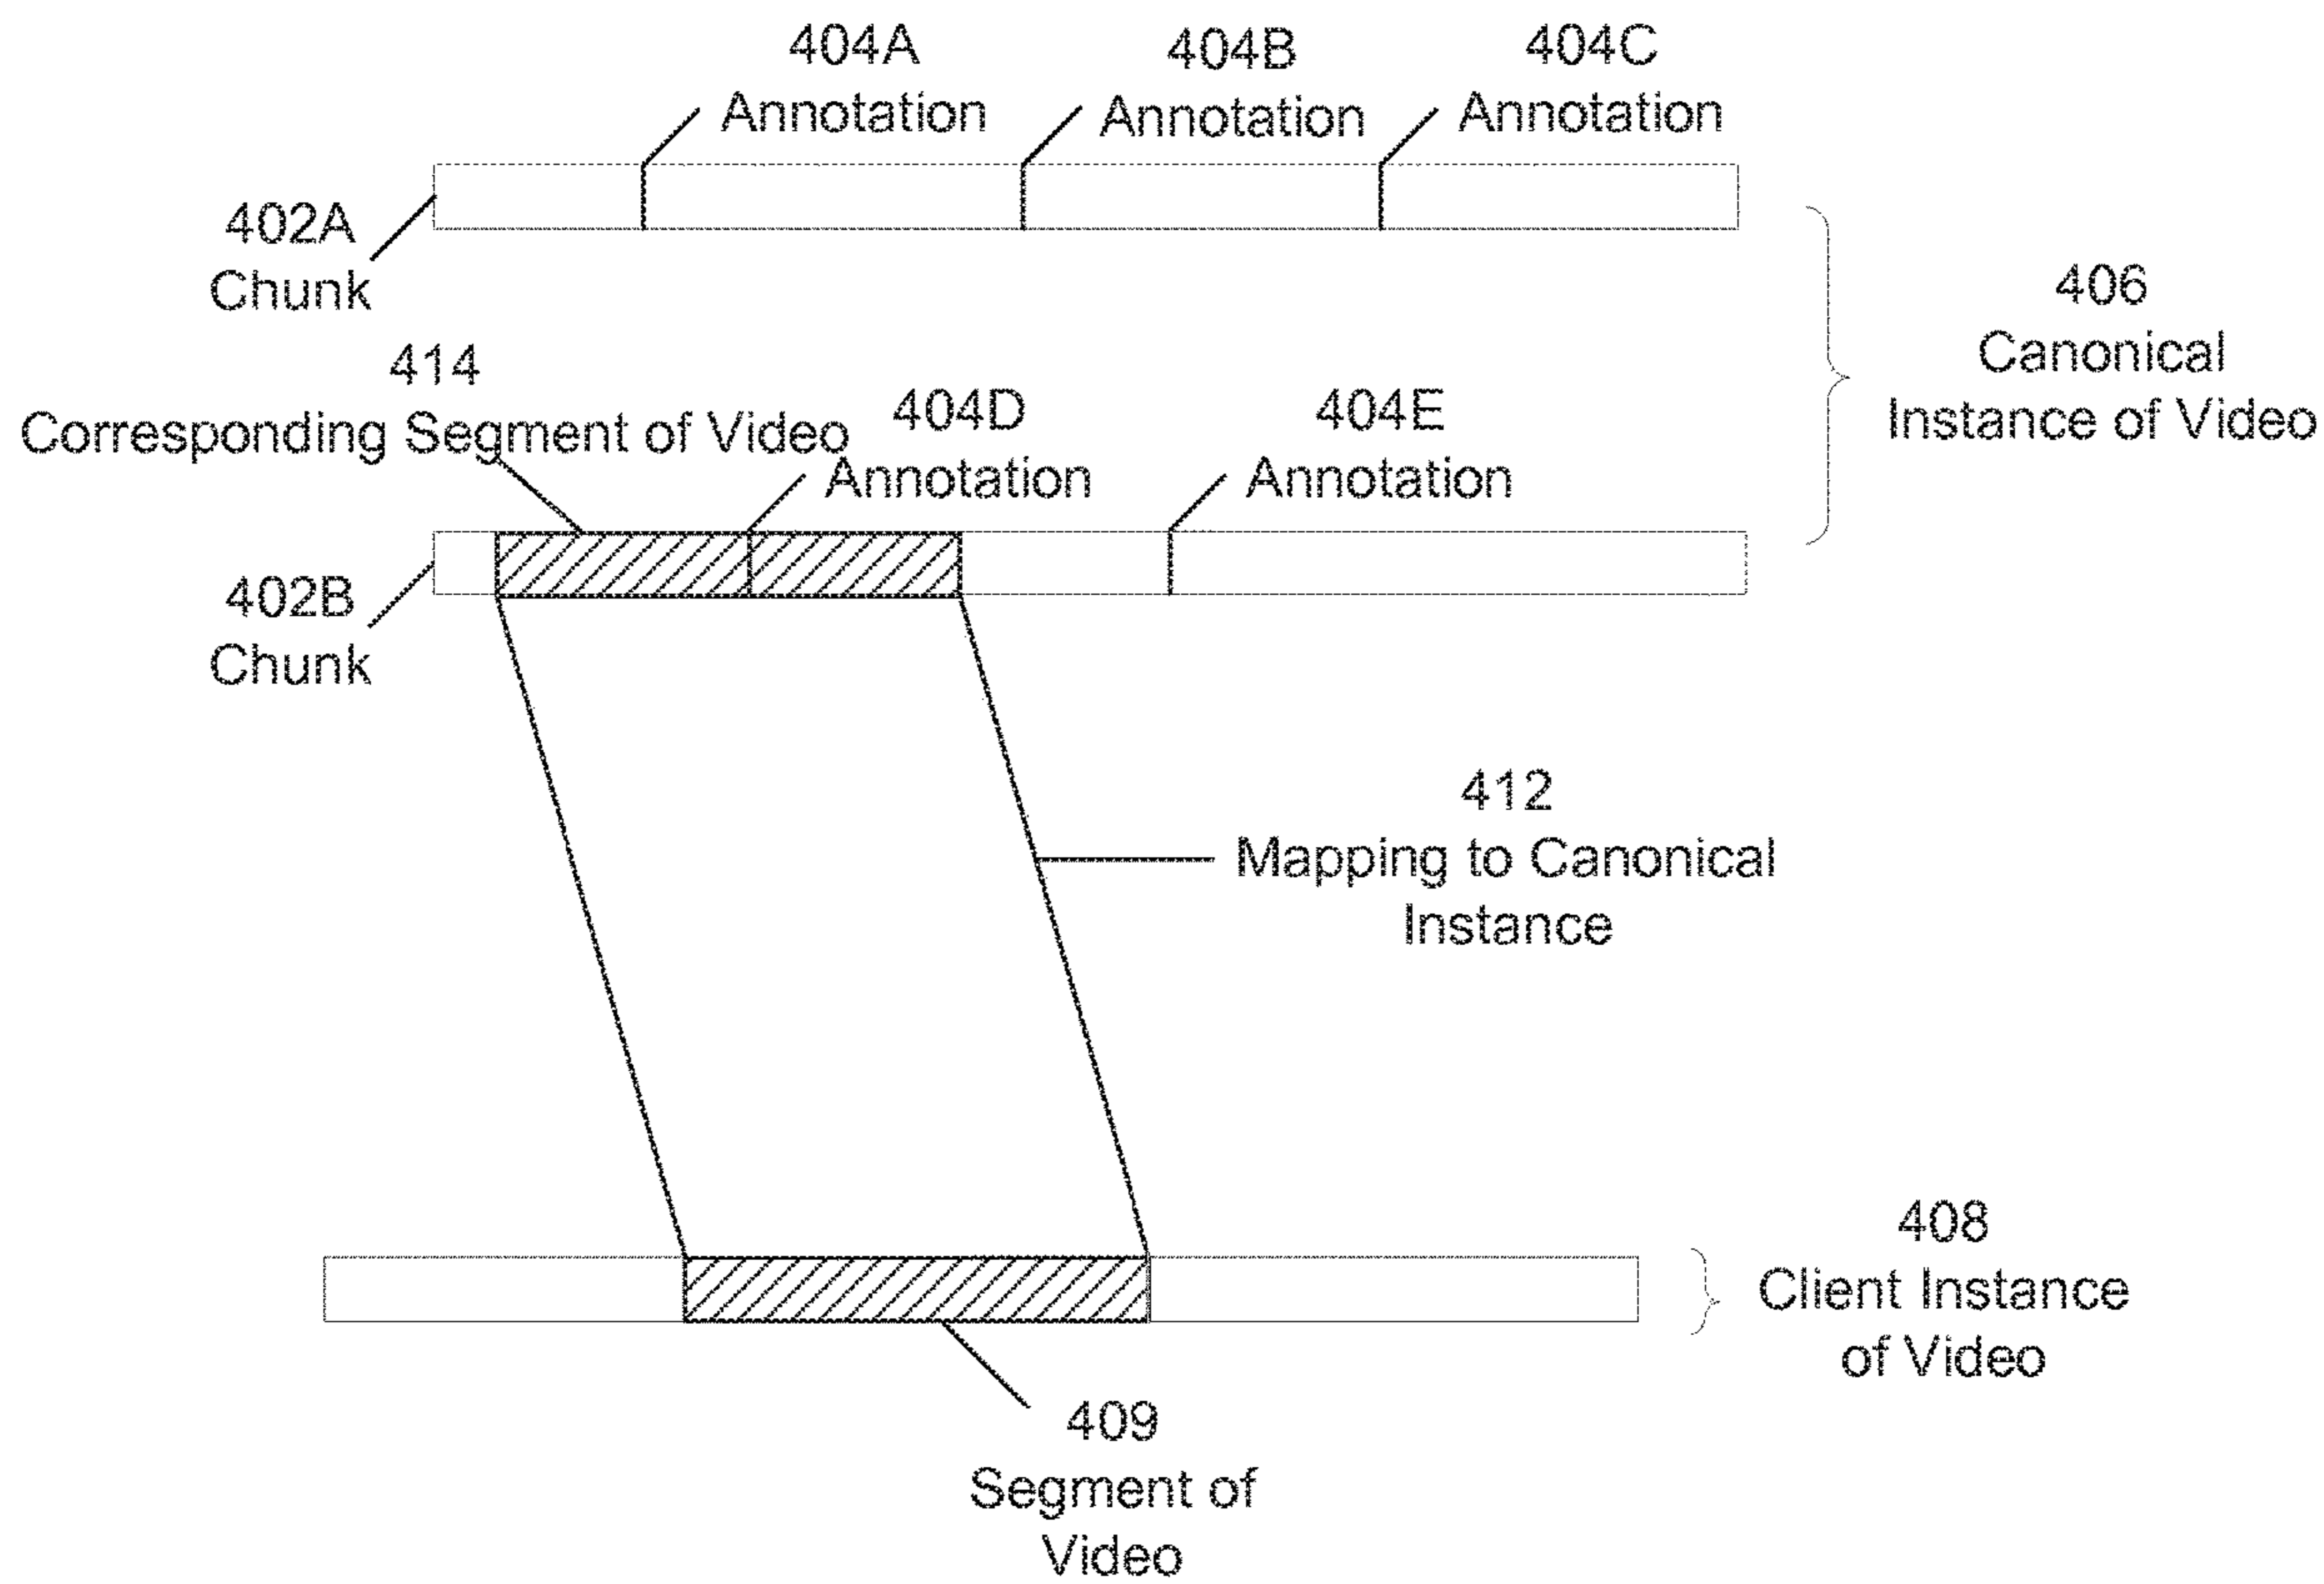 404A
Annotation
404B
Annotation
404C
Annotation
402A
Chunk
406
Canonical
Instance of Video
414
Corresponding Segment of Video
404D
Annotation
404E
Annotation
402B
Chunk
412
Mapping to Canonical
Instance
408
Client Instance
of Video
409
Segment of
Video